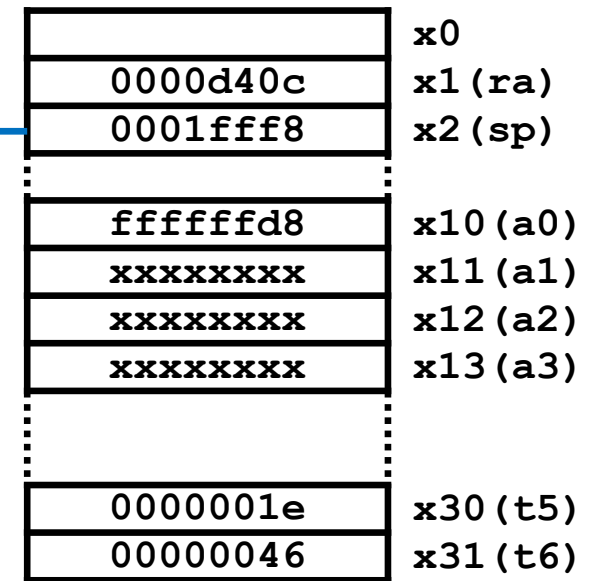 x0
0000d40c x1(ra)
0001fff8 x2(sp)
ffffffd8 x10(a0)
xxxxxxxx x11(a1)
xxxxxxxx x12(a2)
xxxxxxxx x13(a3)
0000001e x30(t5)
00000046 x31(t6)